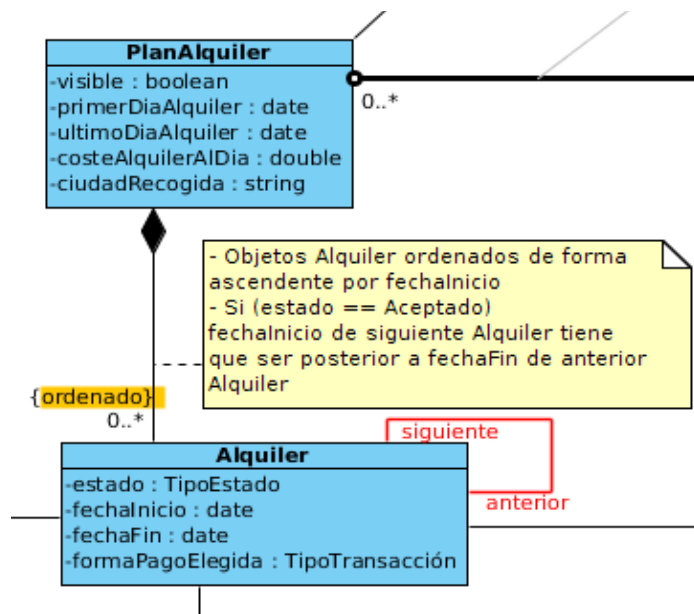 PlanAlquiler
-visible : boolean
-primerDiaAlquiler : date
-ultimoDiaAlquiler : date
-costeAlquilerAlDia : double
-ciudadRecogida : string
0..*
- Objetos Alquiler ordenados de forma
ascendente por fechaInicio
- Si (estado == Aceptado)
fechaInicio de siguiente Alquiler tiene
que ser posterior a fechaFin de anterior
Alquiler
{ordenado}
0..*
siguiente
anterior
Alquiler
-estado : TipoEstado
-fechaInicio : date
-fechaFin : date
-formaPagoElegida : TipoTransacción